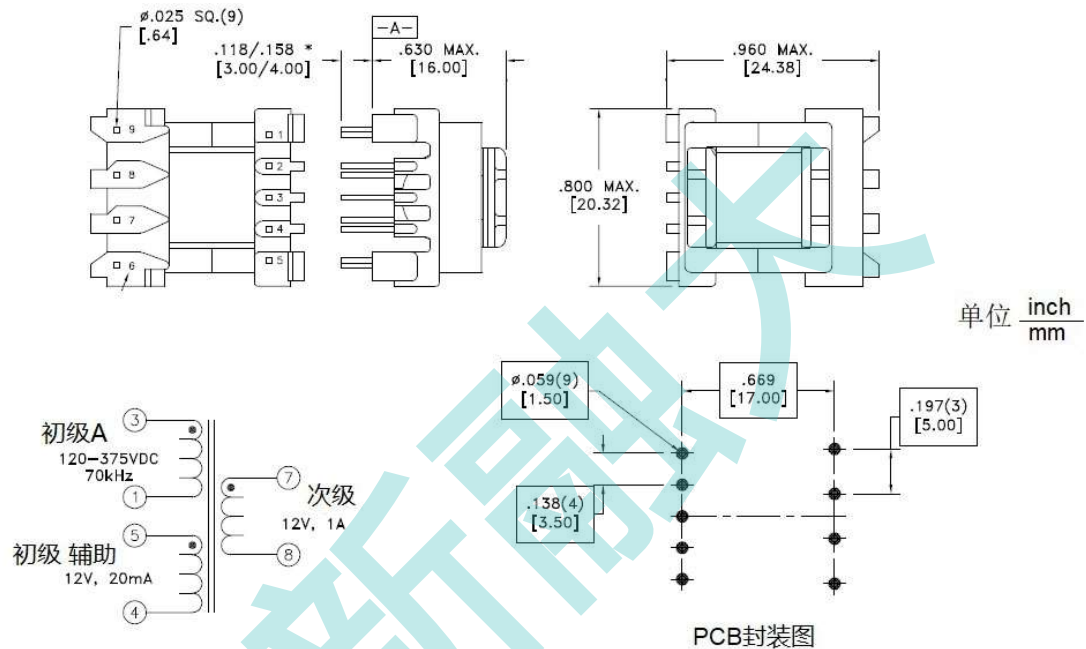 ø.025 SQ.(9)
[.64]
.118/.158 *
[3.00/4.00]
-A-
.630 MAX.
[16.00]
.960 MAX.
[24.38]
9
8
7
6
1
2
3
4
5
.800 MAX.
[20.32]
单位 inch
mm
ø.059(9)
[1.50]
.669
[17.00]
.197(3)
[5.00]
.138(4)
[3.50]
3
初级A
120-375VDC
70kHz
1
7
次级
12V, 1A
8
5
初级 辅助
12V, 20mA
4
PCB封装图
新融大